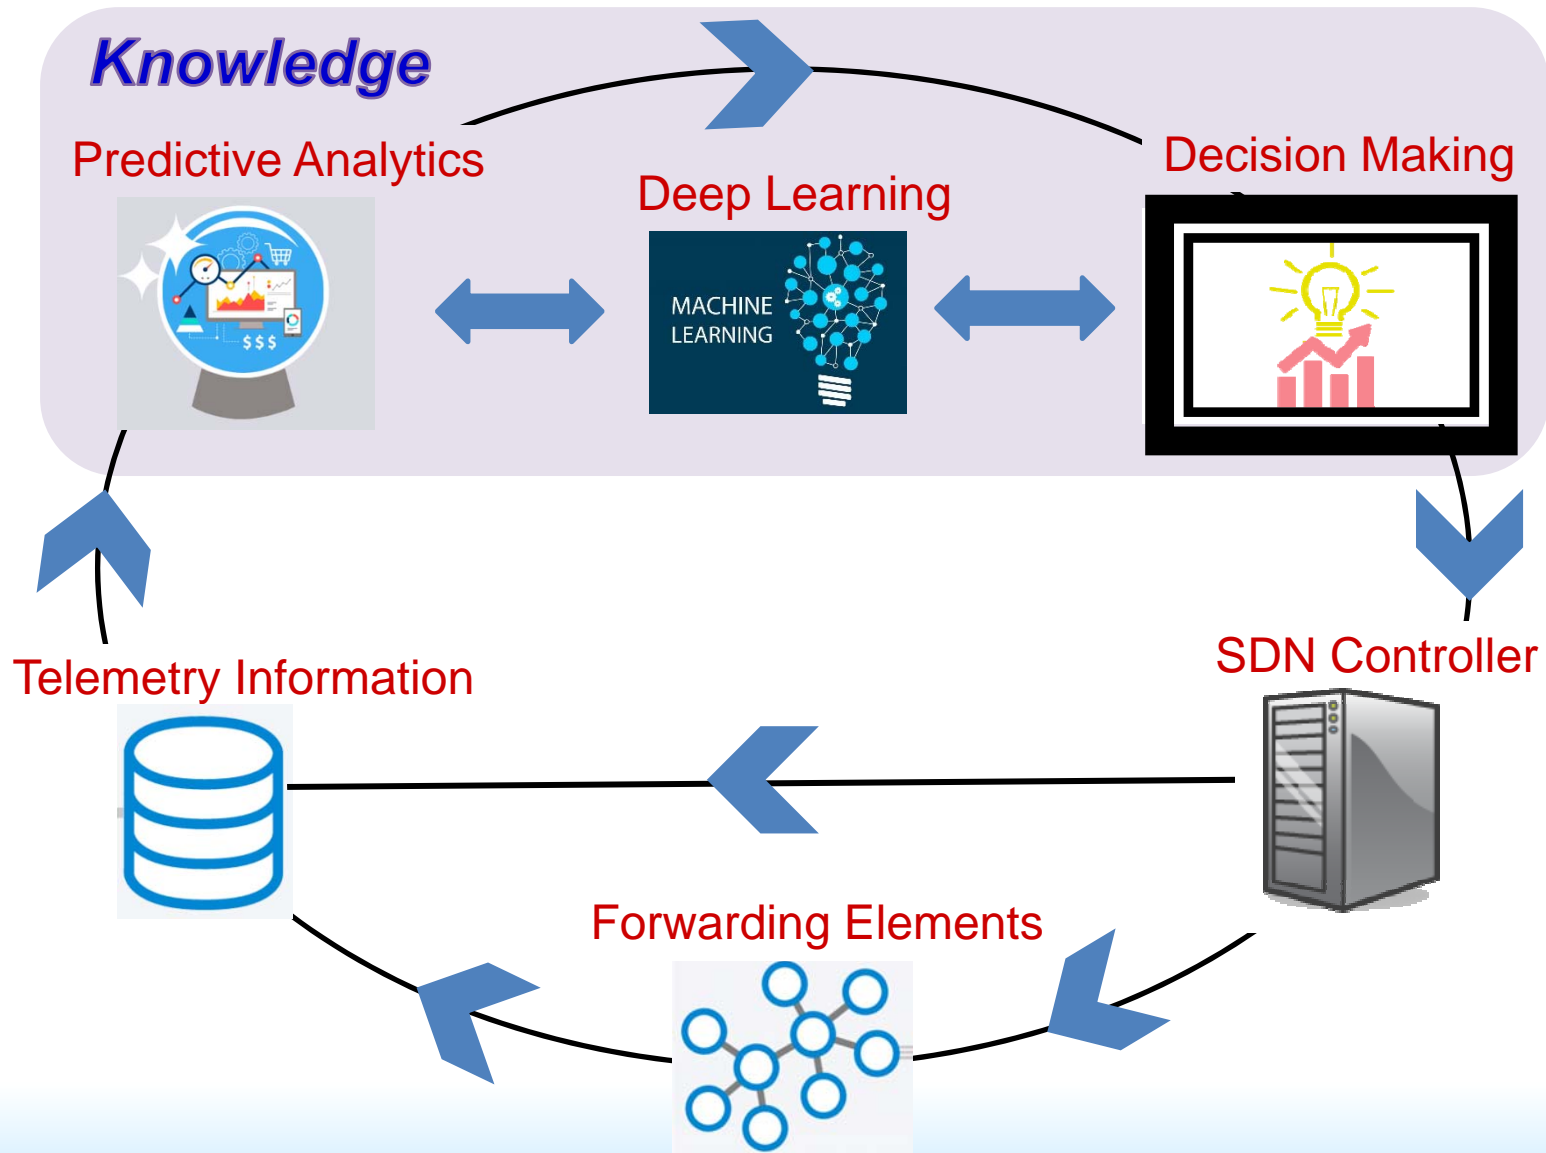 Knowledge
Predictive Analytics
Deep Learning
Decision Making
$$$
MACHINE
LEARNING
Telemetry Information
SDN Controller
Forwarding Elements